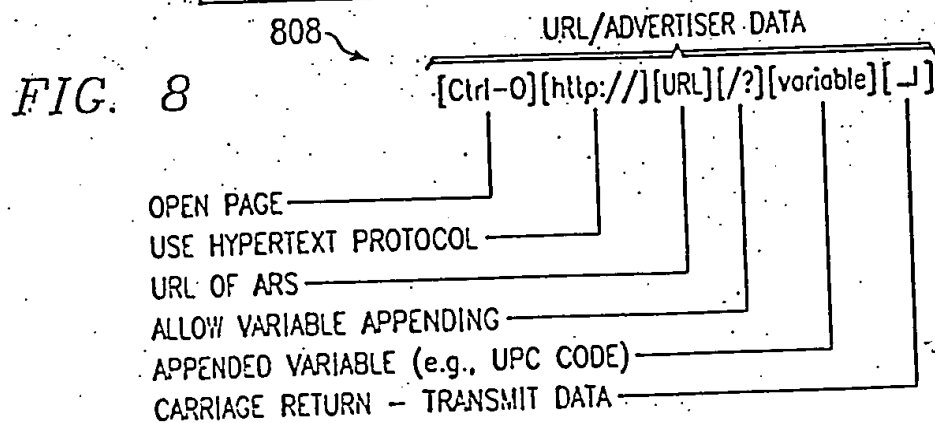 808
URL/ADVERTISER DATA
FIG. 8
[Ctrl-O][http://][URL][/?][variable][↵]
OPEN PAGE
USE HYPERTEXT PROTOCOL
URL OF ARS
ALLOW VARIABLE APPENDING
APPENDED VARIABLE (e.g., UPC CODE)
CARRIAGE RETURN – TRANSMIT DATA